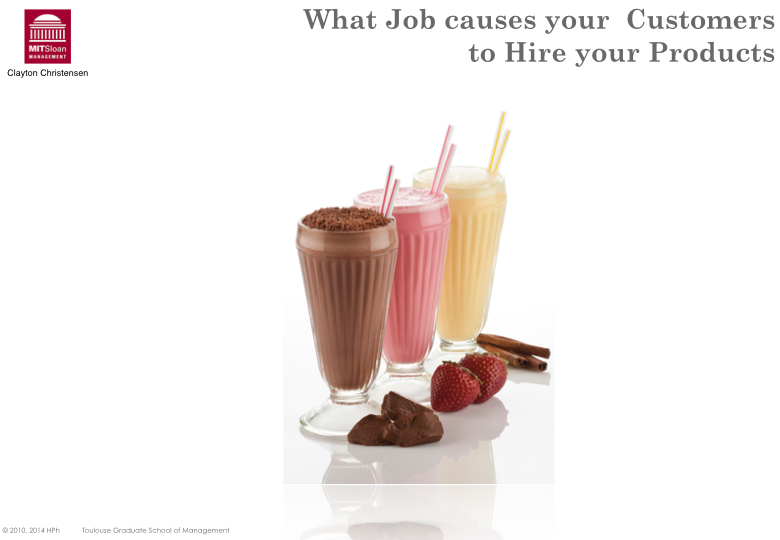 What Job causes your  Customers
to Hire your Products
MITSloan
MANAGEMENT
Clayton Christensen
© 2010, 2014 HPh
Toulouse Graduate School of Management